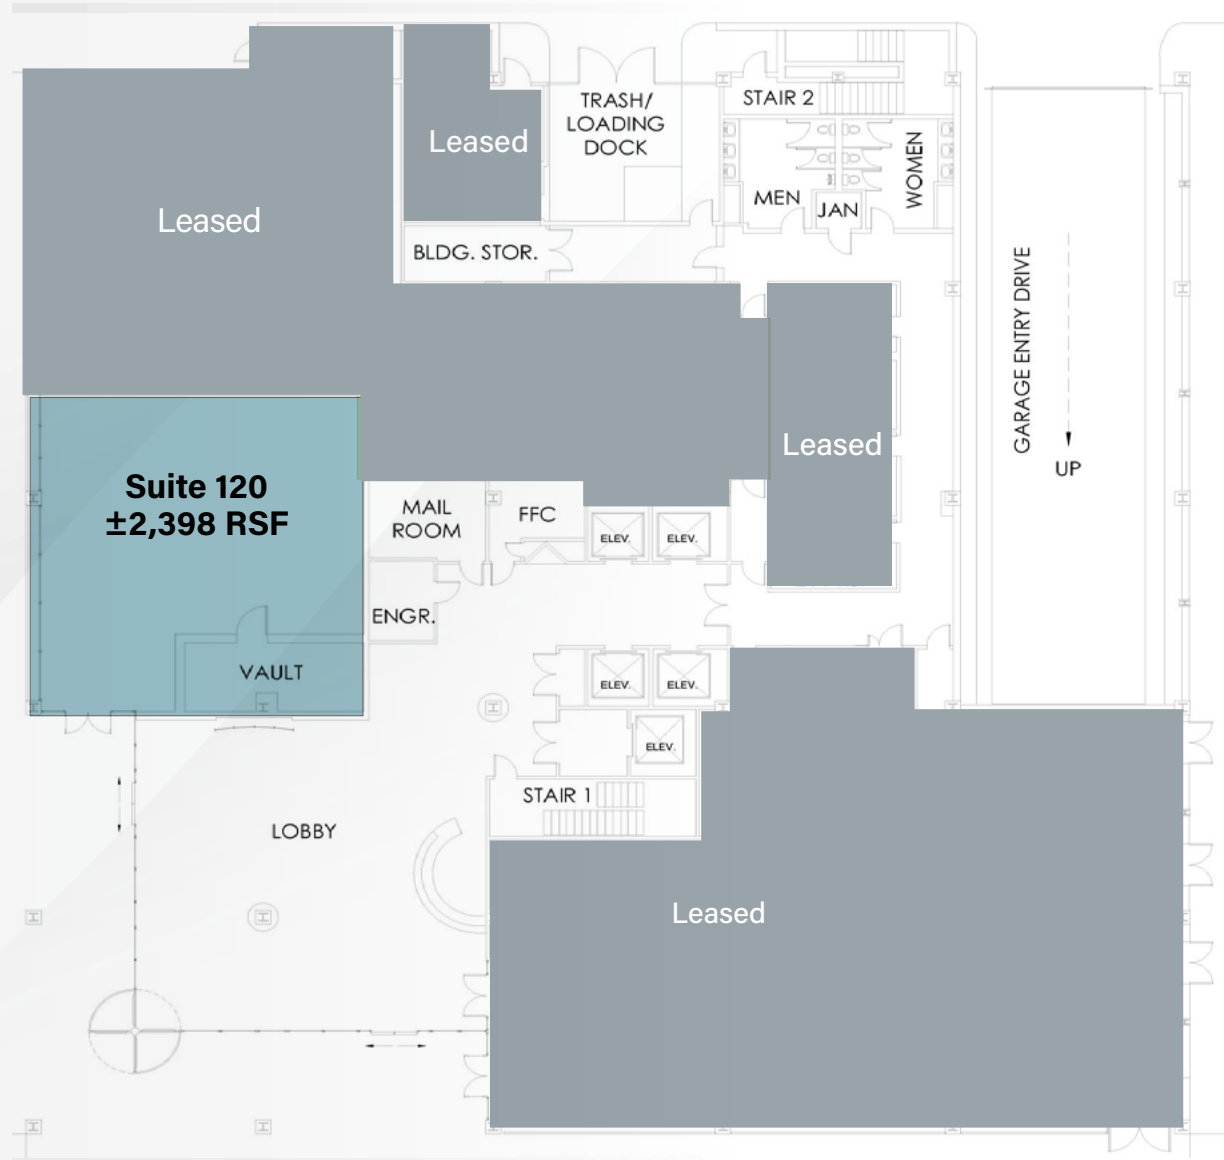 TRASH/
LOADING
DOCK
STAIR 2
Leased
WOMEN
MEN
JAN
Leased
BLDG. STOR.
GARAGE ENTRY DRIVE
UP
Leased
Suite 120
±2,398 RSF
MAIL
ROOM
FFC
ELEV.
ELEV.
ENGR.
VAULT
ELEV.
ELEV.
ELEV.
STAIR 1
LOBBY
Leased